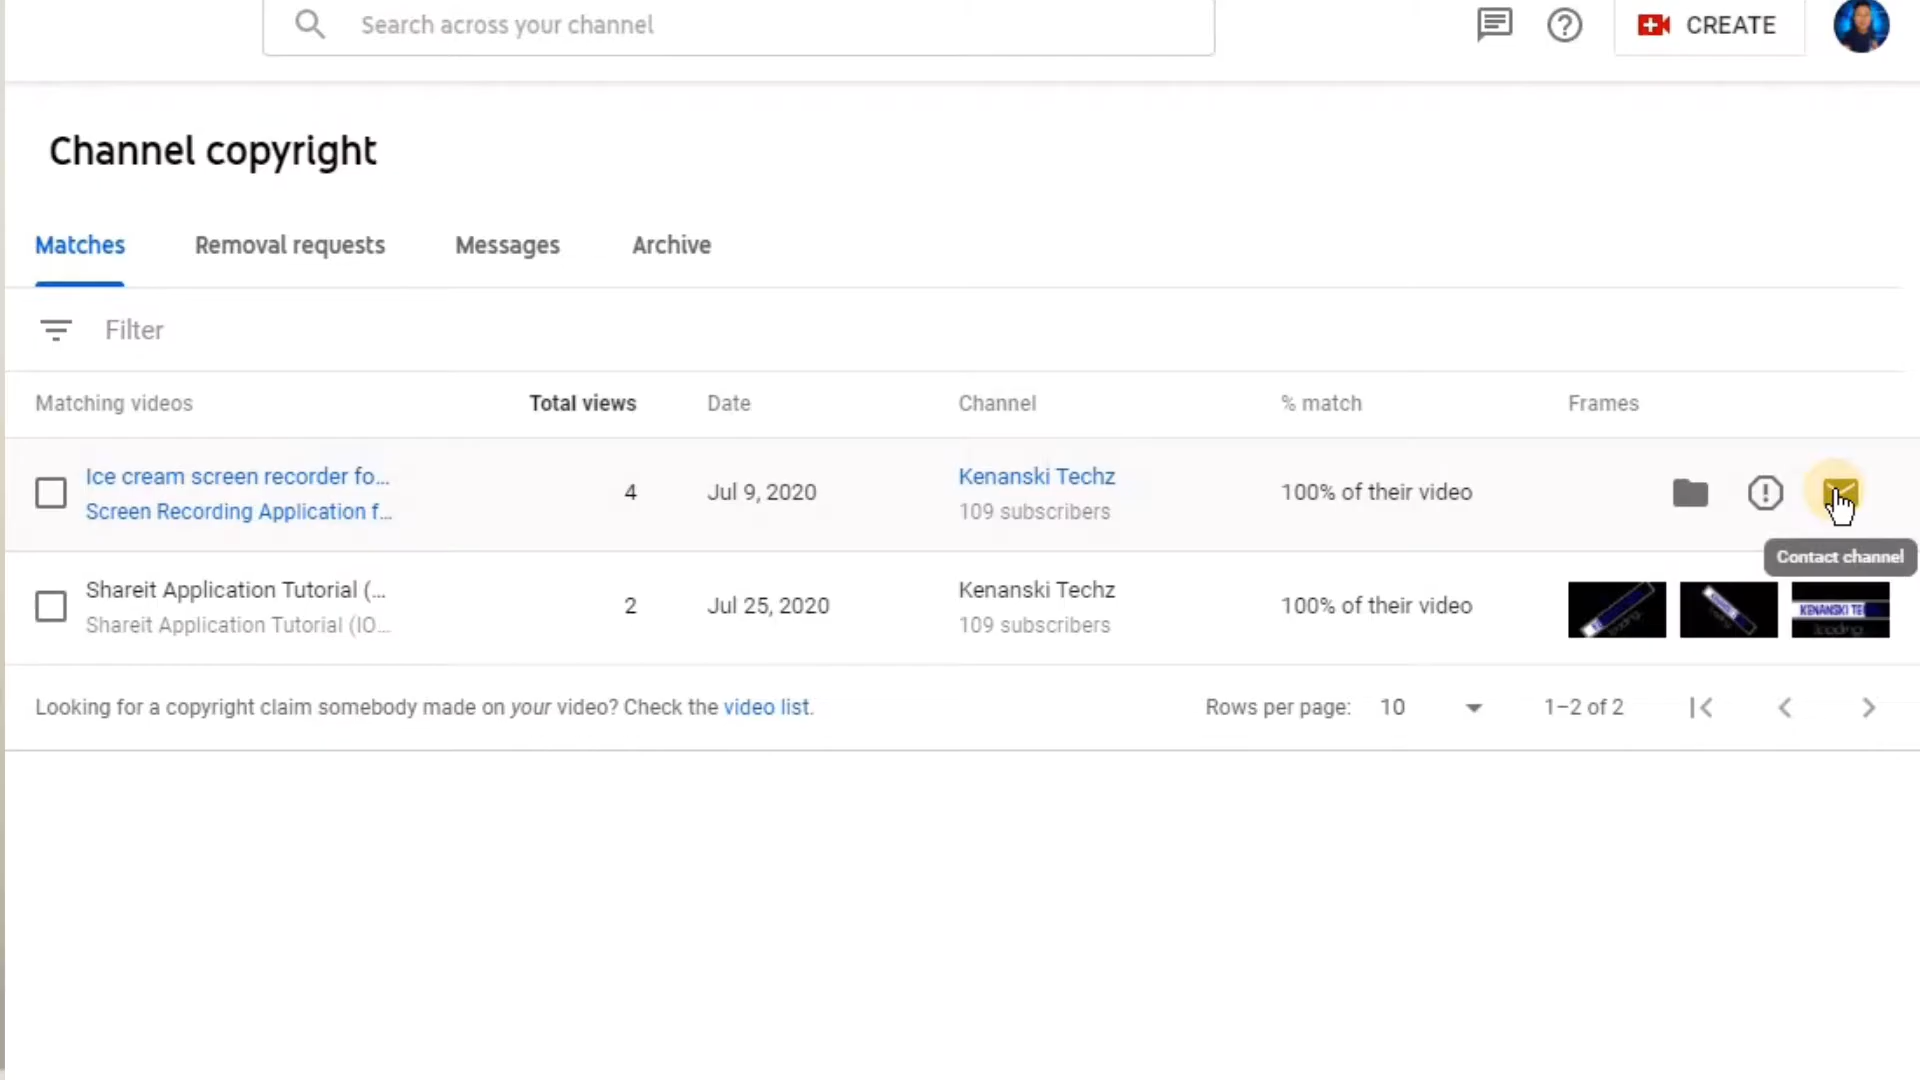 Search across your channel
CREATE
Channel copyright
Matches
Removal requests
Messages
Archive
Filter
Matching videos
Total views
Date
Channel
% match
Frames
Ice cream screen recorder fo...
Screen Recording Application f...
4
Jul 9, 2020
Kenanski Techz
109 subscribers
100% of their video
Contact channel
Shareit Application Tutorial (...
Shareit Application Tutorial (IO...
2
Jul 25, 2020
Kenanski Techz
109 subscribers
100% of their video
loading..
KENANSKI TE
loading..
Looking for a copyright claim somebody made on your video? Check the video list.
Rows per page: 10
1–2 of 2